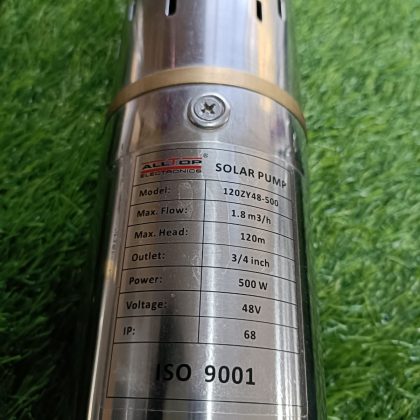 ALLTOP®
ELECTRONICS
SOLAR PUMP
Model: 120ZY48-500
Max. Flow: 1.8 m3/h
Max. Head: 120m
Outlet: 3/4 inch
Power: 500 W
Voltage: 48V
IP: 68
ISO 9001